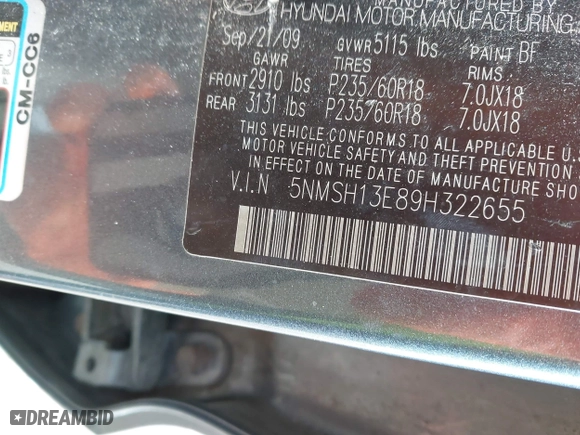 MANUFACTURED BY
HYUNDAI MOTOR MANUFACTURING
Sep/21/09 GVWR 5115 lbs PAINT BF
GAWR TIRES RIMS
FRONT 2910 lbs P235/60R18 7.0JX18
REAR 3131 lbs P235/60R18 7.0JX18
THIS VEHICLE CONFORMS TO ALL APPLICABLE U.S
MOTOR VEHICLE SAFETY AND THEFT PREVENTION
IN EFFECT ON THE DATE OF MANUFACTURE SHO
V.I.N 5NMSH13E89H322655
CM-CC6
DREAMBID